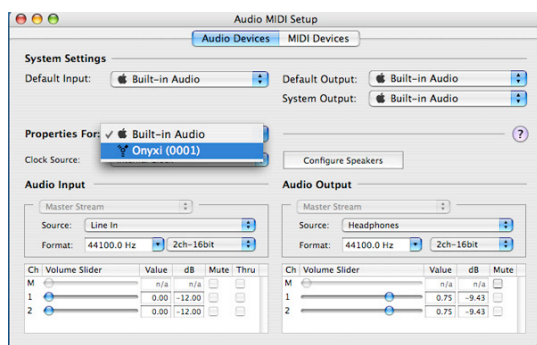 Audio MIDI Setup
Audio Devices MIDI Devices
System Settings
Default Input: Built-in Audio Default Output: Built-in Audio
System Output: Built-in Audio
Properties For: Built-in Audio ?
Onyxi (0001)
Clock Source: Configure Speakers
Audio Input Audio Output
Master Stream Master Stream
Source: Line In Source: Headphones
Format: 44100.0 Hz 2ch-16bit Format: 44100.0 Hz 2ch-16bit
Ch Volume Slider Value dB Mute Thru Ch Volume Slider Value dB Mute
M n/a n/a M n/a n/a
1 0.00 -12.00 1 0.75 -9.43
2 0.00 -12.00 2 0.75 -9.43